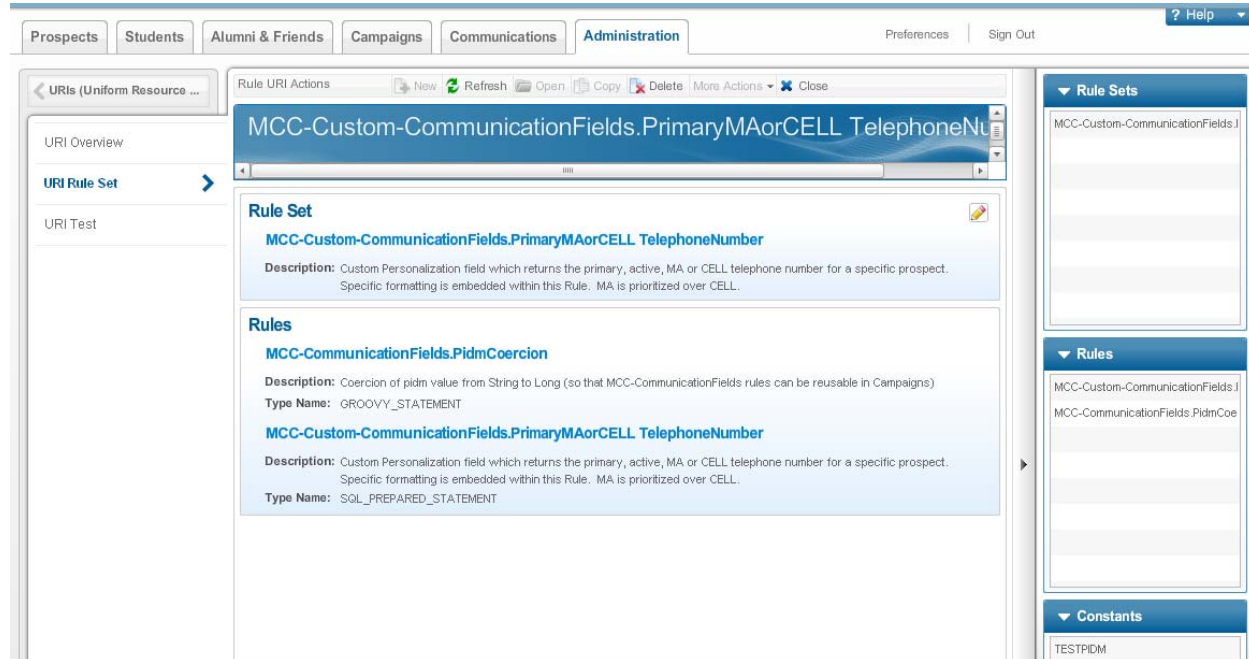 ? Help
Prospects Students Alumni & Friends Campaigns Communications Administration Preferences Sign Out
URIs (Uniform Resource ...
URI Overview
URI Rule Set
URI Test
Rule URI Actions New Refresh Open Copy Delete More Actions Close
MCC-Custom-CommunicationFields.PrimaryMAorCELL TelephoneNu
Rule Set
MCC-Custom-CommunicationFields.PrimaryMAorCELL TelephoneNumber
Description: Custom Personalization field which returns the primary, active, MA or CELL telephone number for a specific prospect.
Specific formatting is embedded within this Rule. MA is prioritized over CELL.
Rules
MCC-CommunicationFields.PidmCoercion
Description: Coercion of pidm value from String to Long (so that MCC-CommunicationFields rules can be reusable in Campaigns)
Type Name: GROOVY_STATEMENT
MCC-Custom-CommunicationFields.PrimaryMAorCELL TelephoneNumber
Description: Custom Personalization field which returns the primary, active, MA or CELL telephone number for a specific prospect.
Specific formatting is embedded within this Rule. MA is prioritized over CELL.
Type Name: SQL_PREPARED_STATEMENT
Rule Sets
MCC-Custom-CommunicationFields.
Rules
MCC-Custom-CommunicationFields.
MCC-CommunicationFields.PidmCoe
Constants
TESTPIDM